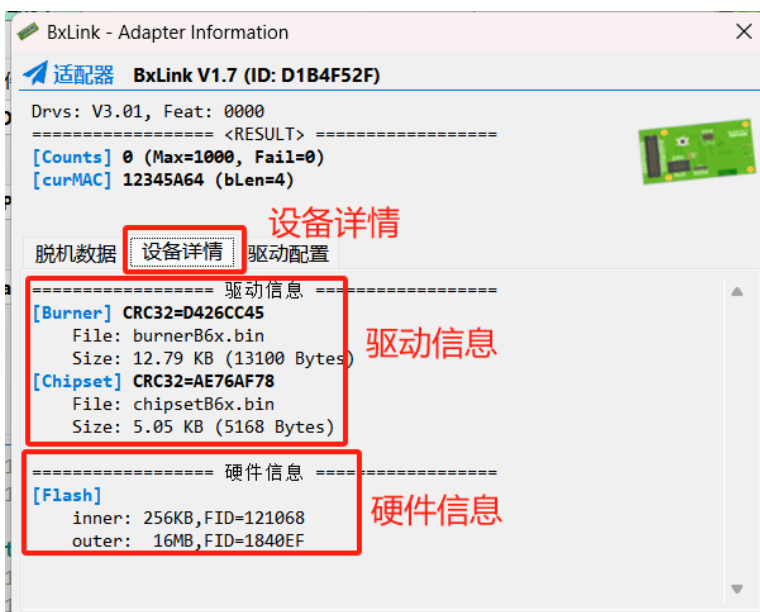 BxLink - Adapter Information
适配器 BxLink V1.7 (ID: D1B4F52F)
Drvs: V3.01, Feat: 0000
================== <RESULT> ==================
[Counts] 0 (Max=1000, Fail=0)
[curMAC] 12345A64 (bLen=4)
设备详情
脱机数据 设备详情 驱动配置
================== 驱动信息 ==================
[Burner] CRC32=D426CC45
File: burnerB6x.bin
Size: 12.79 KB (13100 Bytes)
驱动信息
[Chipset] CRC32=AE76AF78
File: chipsetB6x.bin
Size: 5.05 KB (5168 Bytes)
================== 硬件信息 ==================
[Flash]
硬件信息
inner: 256KB,FID=121068
outer: 16MB,FID=1840EF